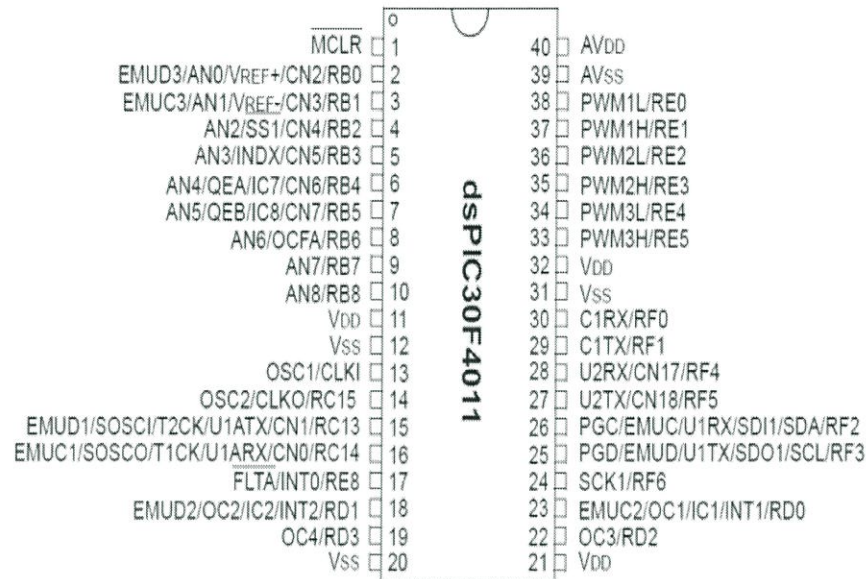 MCLR 1 40 AVDD
EMUD3/AN0/VREF+/CN2/RB0 2 39 AVSS
EMUC3/AN1/VREF-/CN3/RB1 3 38 PWM1L/RE0
AN2/SS1/CN4/RB2 4 37 PWM1H/RE1
AN3/INDX/CN5/RB3 5 36 PWM2L/RE2
AN4/QEA/IC7/CN6/RB4 6 35 PWM2H/RE3
AN5/QEB/IC8/CN7/RB5 7 34 PWM3L/RE4
AN6/OCFA/RB6 8 33 PWM3H/RE5
AN7/RB7 9 32 VDD
AN8/RB8 10 31 VSS
VDD 11 30 C1RX/RF0
VSS 12 29 C1TX/RF1
OSC1/CLKI 13 28 U2RX/CN17/RF4
OSC2/CLKO/RC15 14 27 U2TX/CN18/RF5
EMUD1/SOSCI/T2CK/U1ATX/CN1/RC13 15 26 PGC/EMUC/U1RX/SDI1/SDA/RF2
EMUC1/SOSCO/T1CK/U1ARX/CN0/RC14 16 25 PGD/EMUD/U1TX/SDO1/SCL/RF3
FLTA/INT0/RE8 17 24 SCK1/RF6
EMUD2/OC2/IC2/INT2/RD1 18 23 EMUC2/OC1/IC1/INT1/RD0
OC4/RD3 19 22 OC3/RD2
VSS 20 21 VDD
dsPIC30F4011